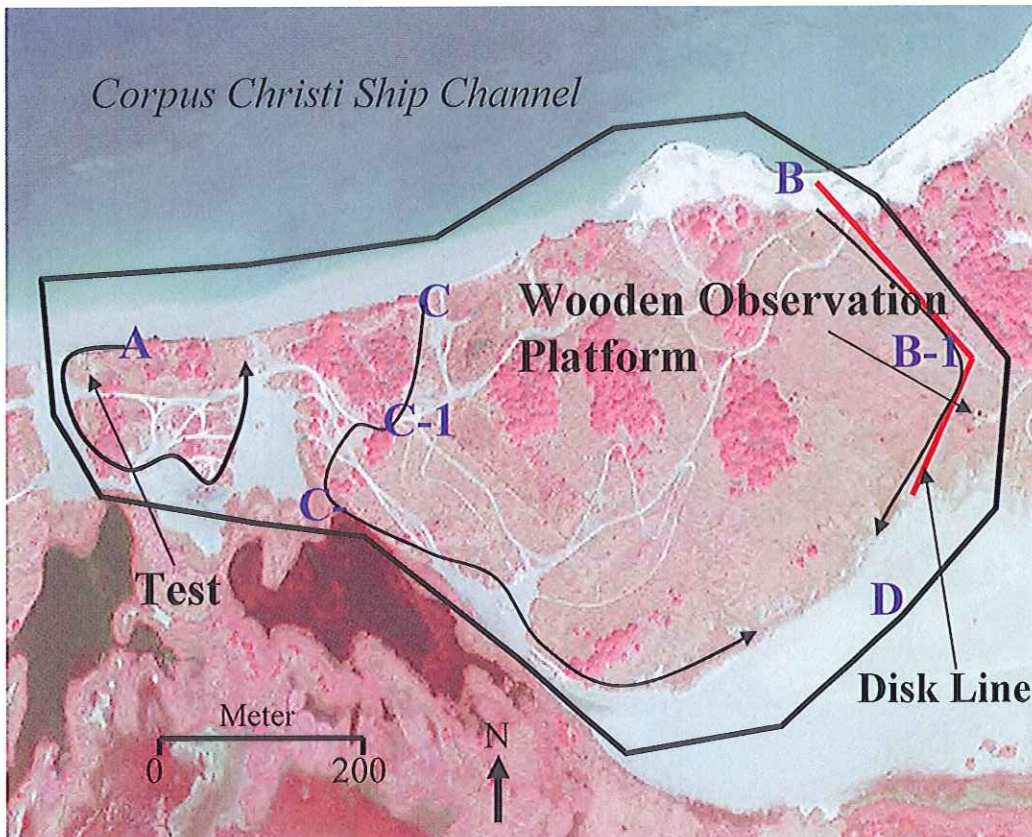 Corpus Christi Ship Channel
B
C
Wooden Observation
Platform
A
B-1
C-1
C-
Test
D
Disk Line
Meter
0 200
N